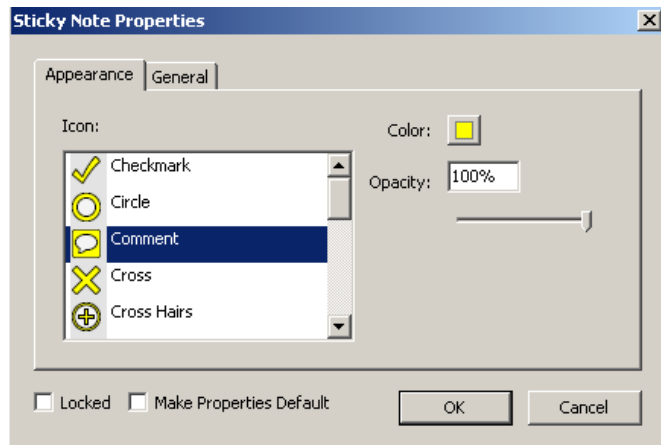 Sticky Note Properties
Appearance
General
Icon:
Checkmark
Circle
Comment
Cross
Cross Hairs
Color:
Opacity:
100%
Locked
Make Properties Default
OK
Cancel